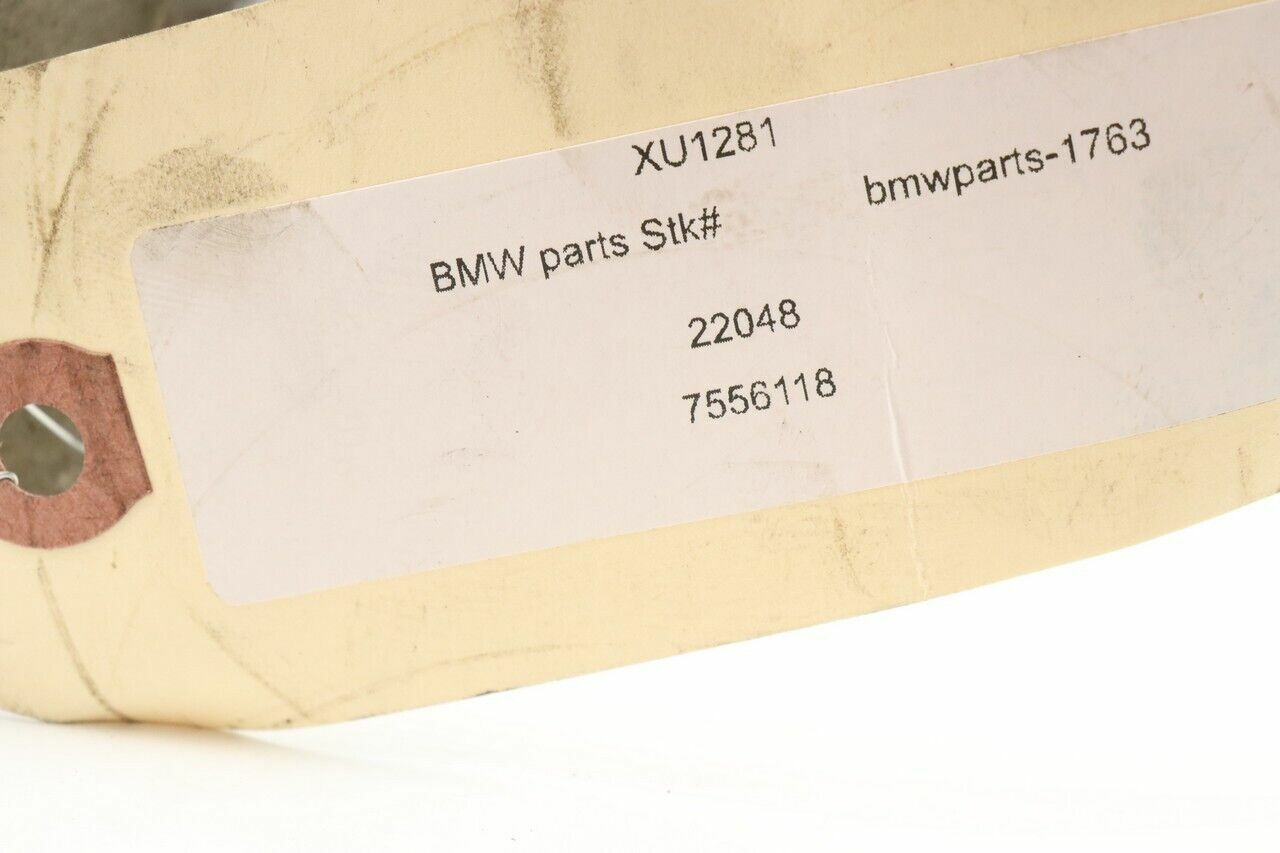 XU1281
BMW parts Stk# bmwparts-1763
22048
7556118